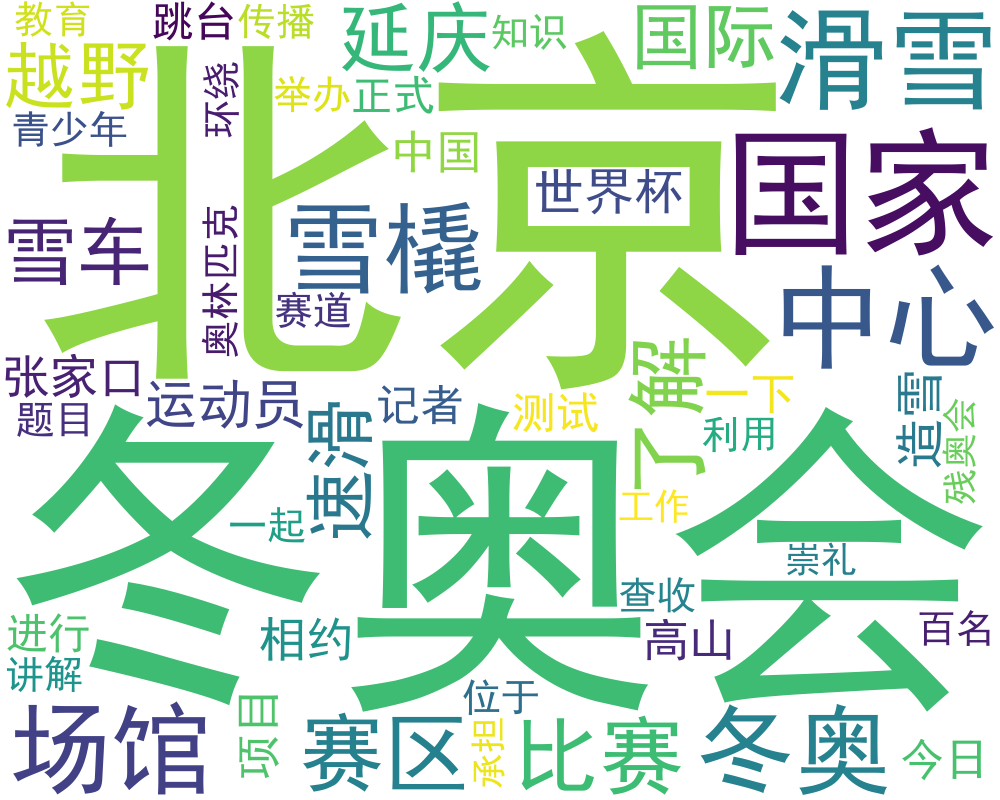 教育
跳台
传播
延庆
知识
国际
滑雪
越野
环绕
举办
正式
北京
青少年
中国
国家
世界杯
雪车
奥林匹克
雪橇
赛道
中心
张家口
题目
运动员
记者
测试
了解
一下
利用
造雪
残奥会
速滑
工作
冬奥会
一起
崇礼
查收
进行
讲解
相约
高山
百名
位于
场馆
项目
赛区
承担
比赛
冬奥
今日